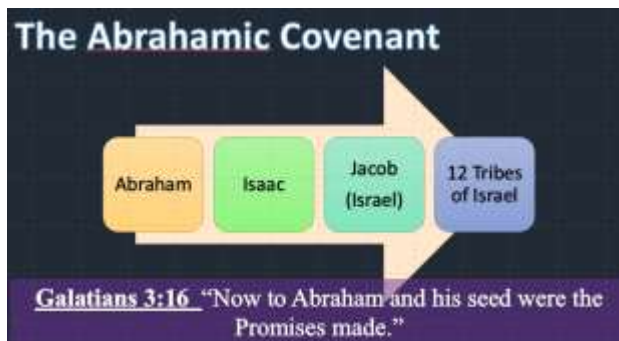 The Abrahamic Covenant
Abraham
Isaac
Jacob
(Israel)
12 Tribes
of Israel
Galatians 3:16 “Now to Abraham and his seed were the
Promises made.”